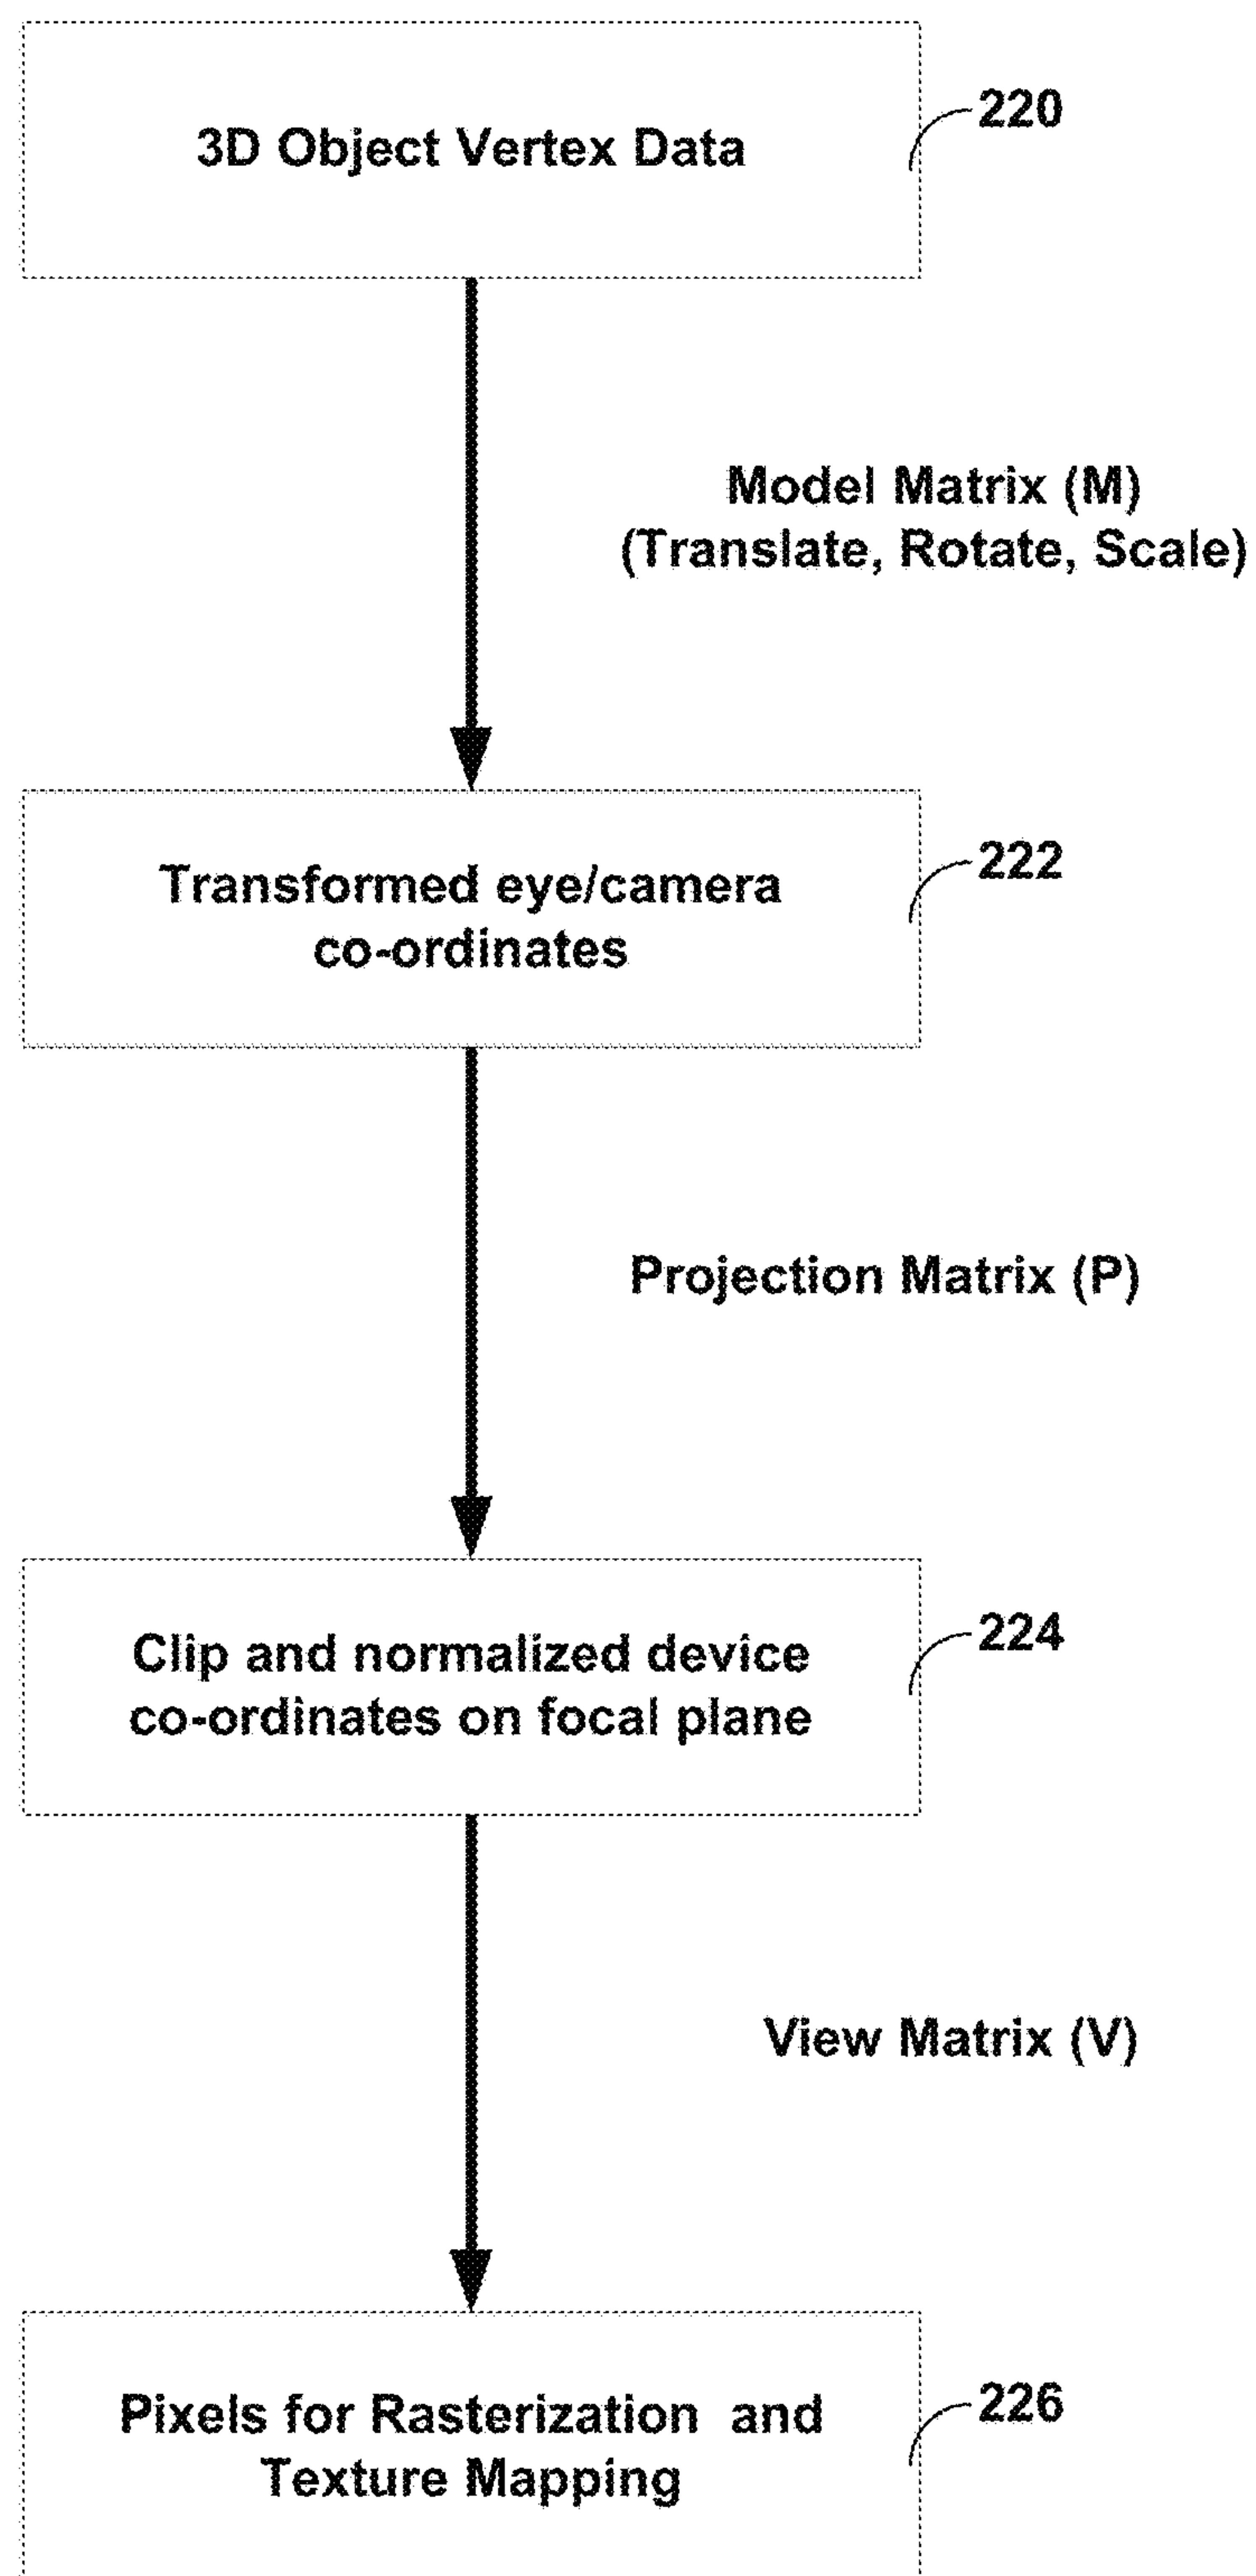 3D Object Vertex Data
220
Model Matrix (M)
(Translate, Rotate, Scale)
Transformed eye/camera
co-ordinates
222
Projection Matrix (P)
Clip and normalized device
co-ordinates on focal plane
224
View Matrix (V)
Pixels for Rasterization and
Texture Mapping
226